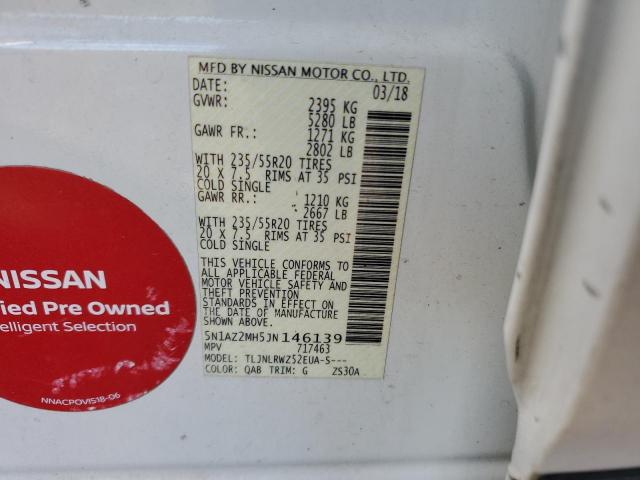 MFD BY NISSAN MOTOR CO., LTD.
DATE: 03/18
GVWR: 2395 KG
5280 LB
GAWR FR.: 1271 KG
2802 LB
WITH 235/55R20 TIRES
20 X 7.5 RIMS AT 35 PSI
COLD SINGLE
GAWR RR.: 1210 KG
2667 LB
WITH 235/55R20 TIRES
20 X 7.5 RIMS AT 35 PSI
COLD SINGLE
THIS VEHICLE CONFORMS TO
ALL APPLICABLE FEDERAL
MOTOR VEHICLE SAFETY AND
THEFT PREVENTION
STANDARDS IN EFFECT ON
THE DATE OF MANUFACTURE
SHOWN ABOVE.
5N1AZ2MH5JN146139
MPV 717463
MODEL: TLJNLRWZ52EUA-S---
COLOR: QAB TRIM: G ZS30A
NISSAN
fied Pre Owned
elligent Selection
NNACPOVIS18-06